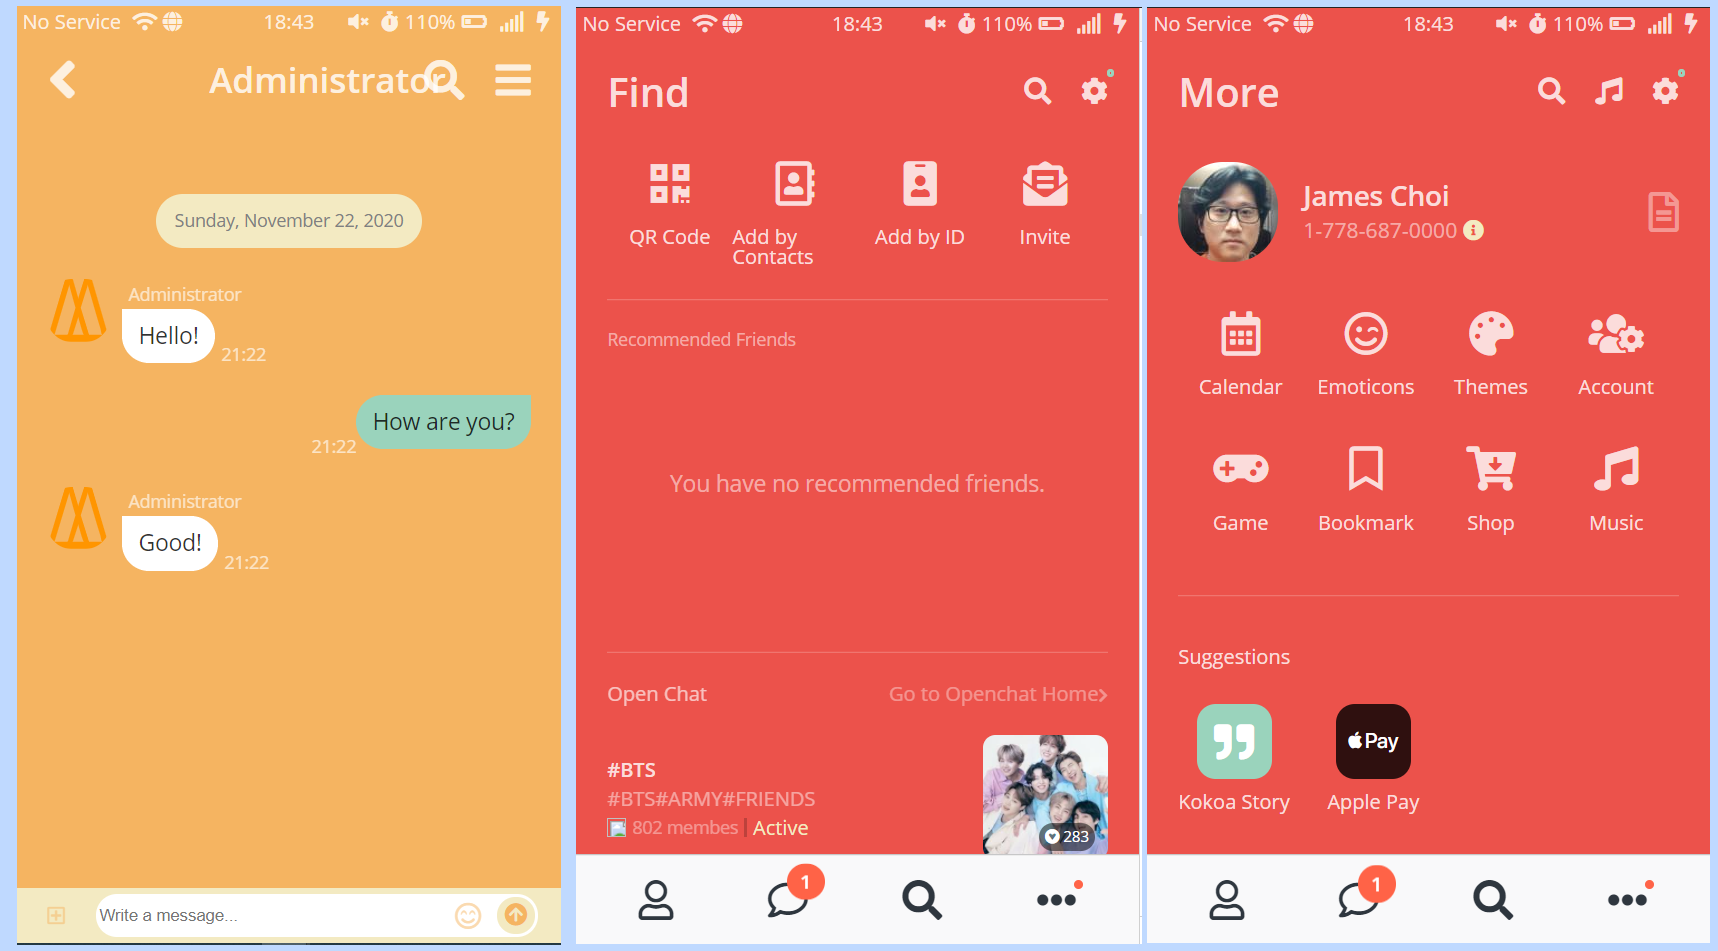 No Service
18:43
110%
Administrator
Sunday, November 22, 2020
Administrator
Hello!
21:22
How are you?
21:22
Administrator
Good!
21:22
Write a message...
No Service
18:43
110%
Find
QR Code
Add by
Contacts
Add by ID
Invite
Recommended Friends
You have no recommended friends.
Open Chat
Go to Openchat Home
#BTS
#BTS#ARMY#FRIENDS
802 membes
Active
283
1
No Service
18:43
110%
More
James Choi
1-778-687-0000
Calendar
Emoticons
Themes
Account
Game
Bookmark
Shop
Music
Suggestions
Pay
Kokoa Story
Apple Pay
1